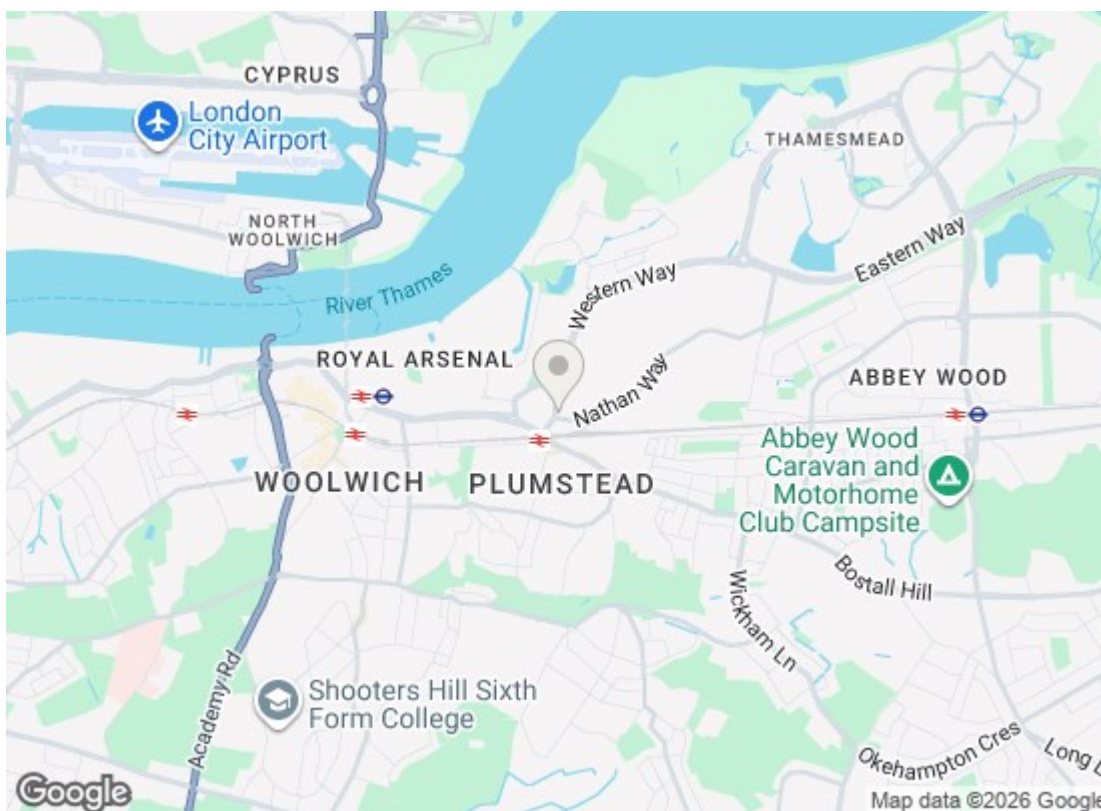 CYPRUS
London
City Airport
THAMESMEAD
NORTH
WOOLWICH
Eastern Way
Western Way
River Thames
ROYAL ARSENAL
ABBEY WOOD
Nathan Way
WOOLWICH
PLUMSTEAD
Abbey Wood
Caravan and
Motorhome
Club Campsite
Bostall Hill
Wickham Ln
Academy Rd
Shooters Hill Sixth
Form College
Okehampton Cres
Long
Google
Map data ©2026 Google